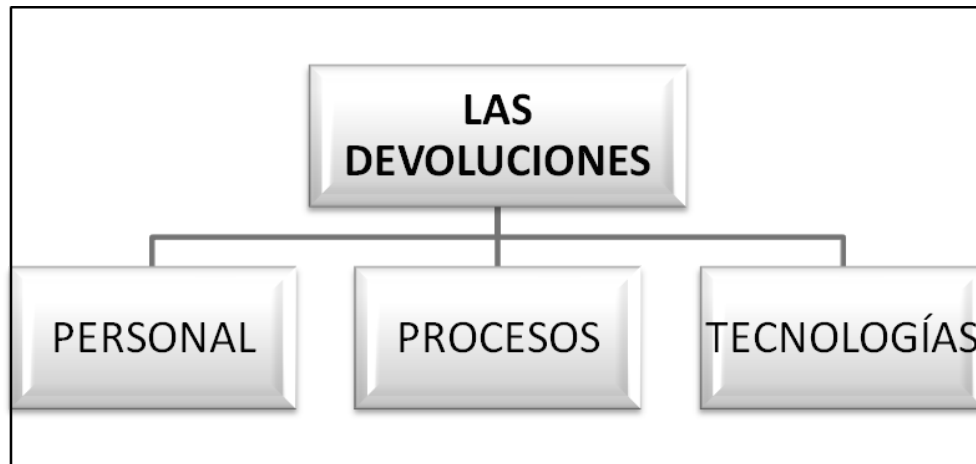 LAS
DEVOLUCIONES
PERSONAL
PROCESOS
TECNOLOGÍAS